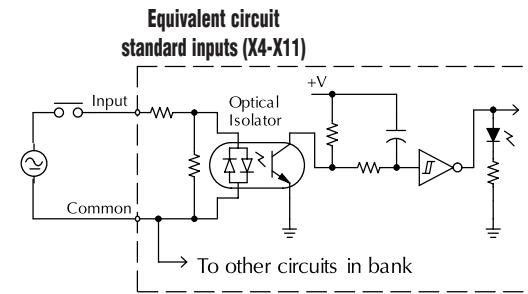 Equivalent circuit
standard inputs (X4-X11)
+V
Input
Optical
Isolator
Common
To other circuits in bank